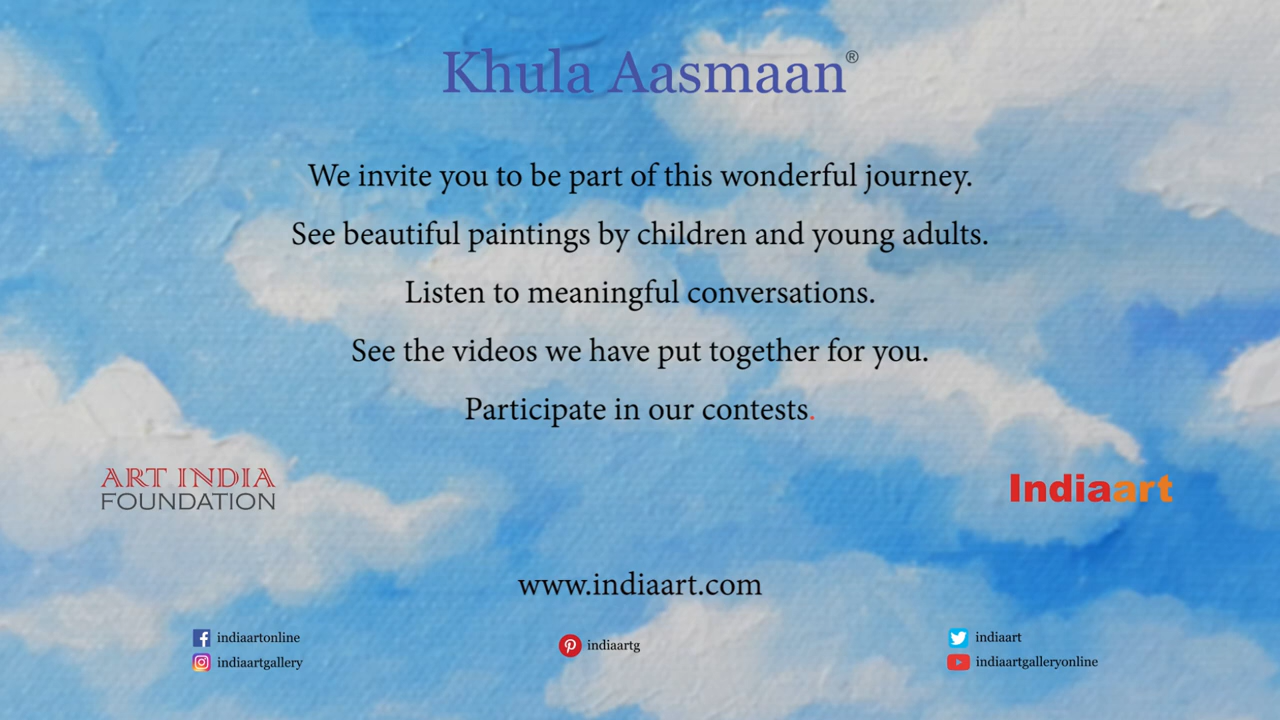 Khula Aasmaan®
We invite you to be part of this wonderful journey.
See beautiful paintings by children and young adults.
Listen to meaningful conversations.
See the videos we have put together for you.
Participate in our contests.
ART INDIA
FOUNDATION
Indiaart
www.indiaart.com
indiaartonline
indiaartgallery
indiaartg
indiaart
indiaartgalleryonline